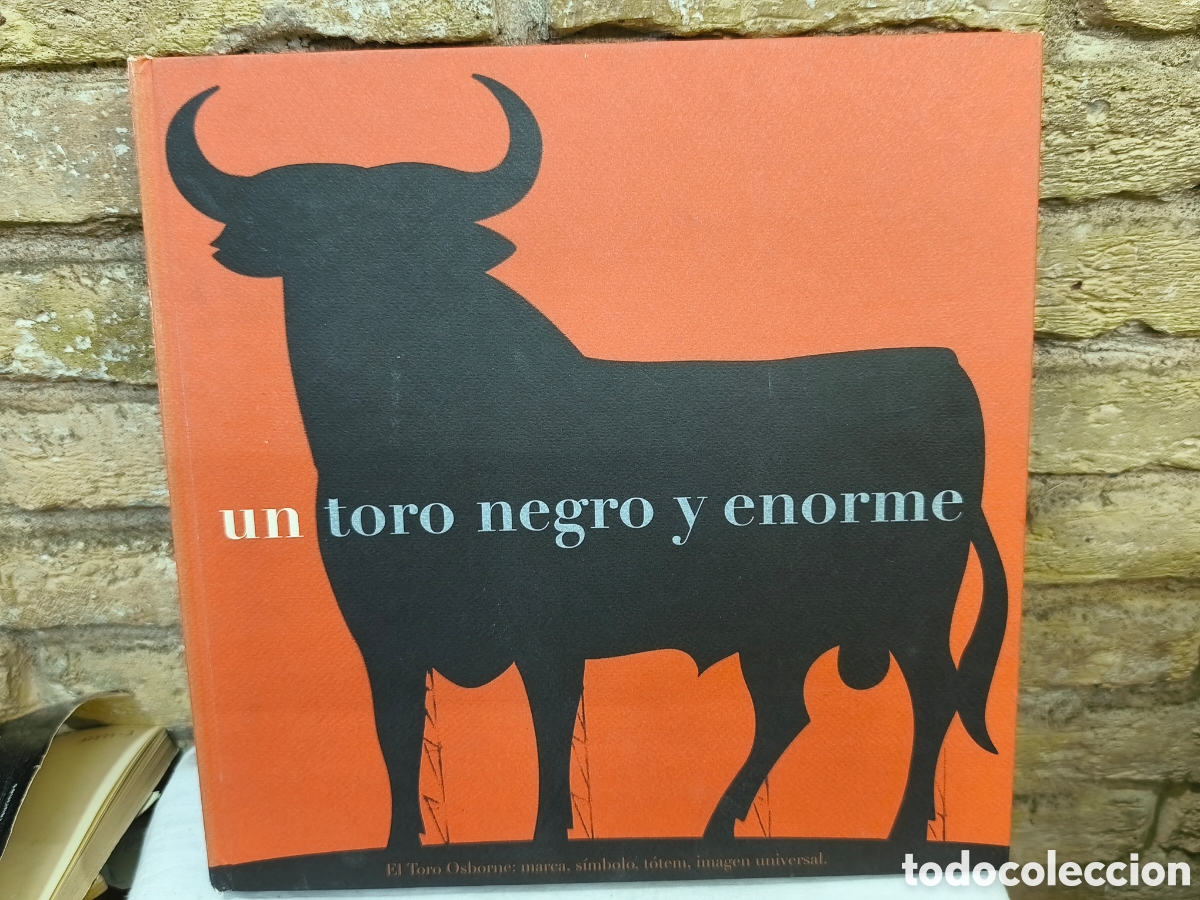 un toro negro y enorme
El Toro Osborne: marca, símbolo, tótem, imagen universal.
todocoleccion